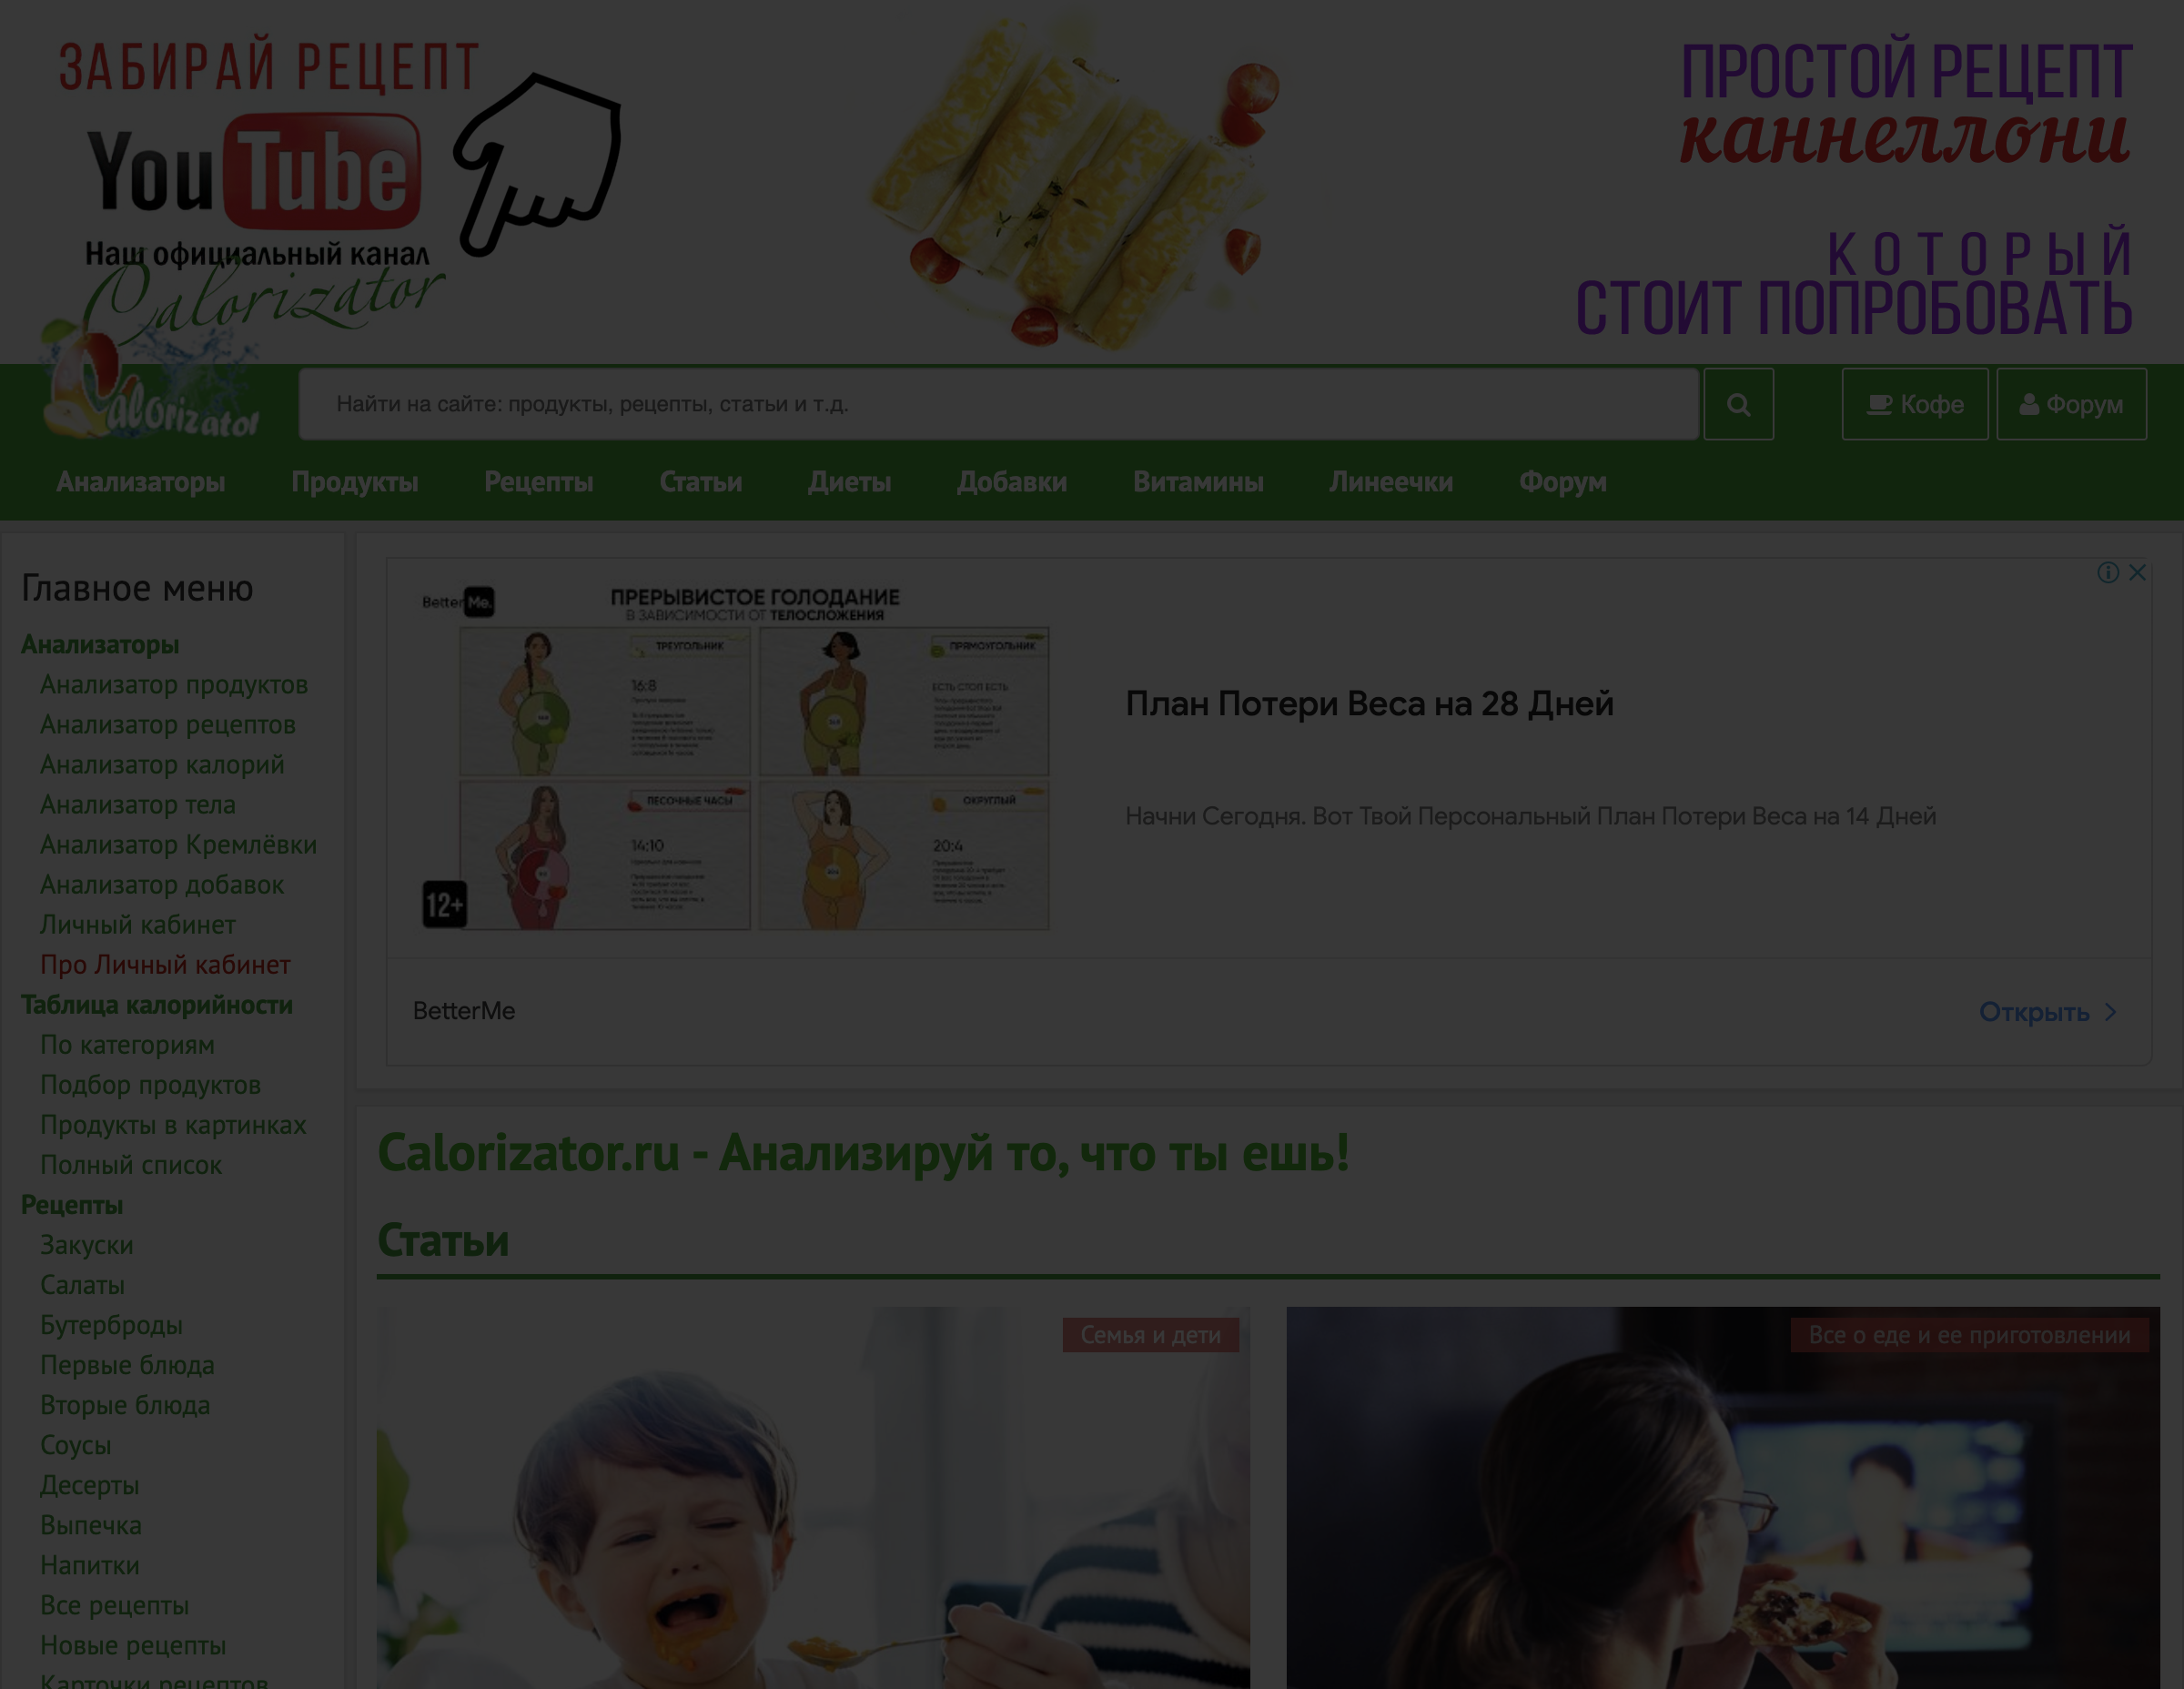 ЗАБИРАЙ РЕЦЕПТ
YouTube
Наш официальный канал
Calorizator
ПРОСТОЙ РЕЦЕПТ
каннеллони
КОТОРЫЙ
СТОИТ ПОПРОБОВАТЬ
Calorizator
Найти на сайте: продукты, рецепты, статьи и т.д.
Кофе
Форум
Анализаторы Продукты Рецепты Статьи Диеты Добавки Витамины Линеечки Форум
Главное меню
Анализаторы
Анализатор продуктов
Анализатор рецептов
Анализатор калорий
Анализатор тела
Анализатор Кремлёвки
Анализатор добавок
Личный кабинет
Про Личный кабинет
Таблица калорийности
По категориям
Подбор продуктов
Продукты в картинках
Полный список
Рецепты
Закуски
Салаты
Бутерброды
Первые блюда
Вторые блюда
Соусы
Десерты
Выпечка
Напитки
Все рецепты
Новые рецепты
Карточки рецептов
BetterMe.
ПРЕРЫВИСТОЕ ГОЛОДАНИЕ
В ЗАВИСИМОСТИ ОТ ТЕЛОСЛОЖЕНИЯ
ТРЕУГОЛЬНИК
16:8
ПРЯМОУГОЛЬНИК
ЕСТЬ СТОП ЕСТЬ
ПЕСОЧНЫЕ ЧАСЫ
14:10
ОКРУГЛЫЙ
20:4
12+
План Потери Веса на 28 Дней
Начни Сегодня. Вот Твой Персональный План Потери Веса на 14 Дней
BetterMe
Открыть
Calorizator.ru - Анализируй то, что ты ешь!
Статьи
Семья и дети
Все о еде и ее приготовлении